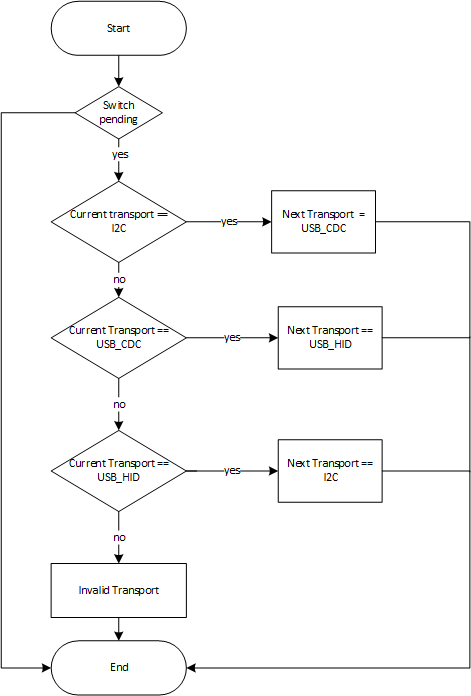 Start
Switch
pending
yes
Current transport ==
I2C
yes
Next Transport =
USB_CDC
no
Current Transport ==
USB_CDC
yes
Next Transport ==
USB_HID
no
Current Transport ==
USB_HID
yes
Next Transport ==
I2C
no
Invalid Transport
End